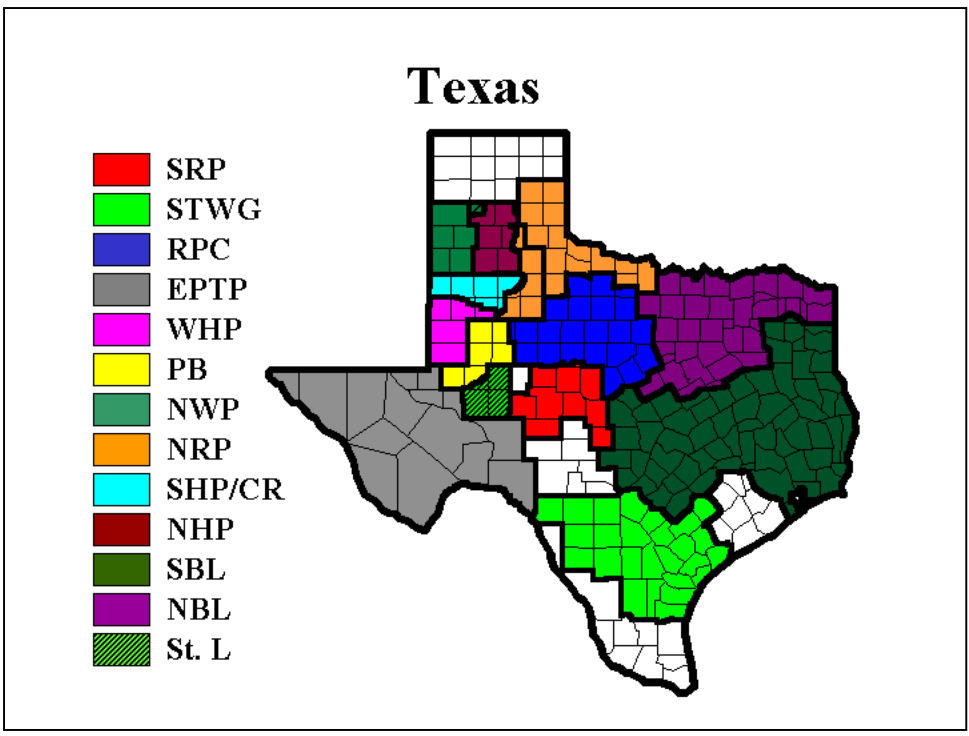 Texas
SRP
STWG
RPC
EPTP
WHP
PB
NWP
NRP
SHP/CR
NHP
SBL
NBL
St. L